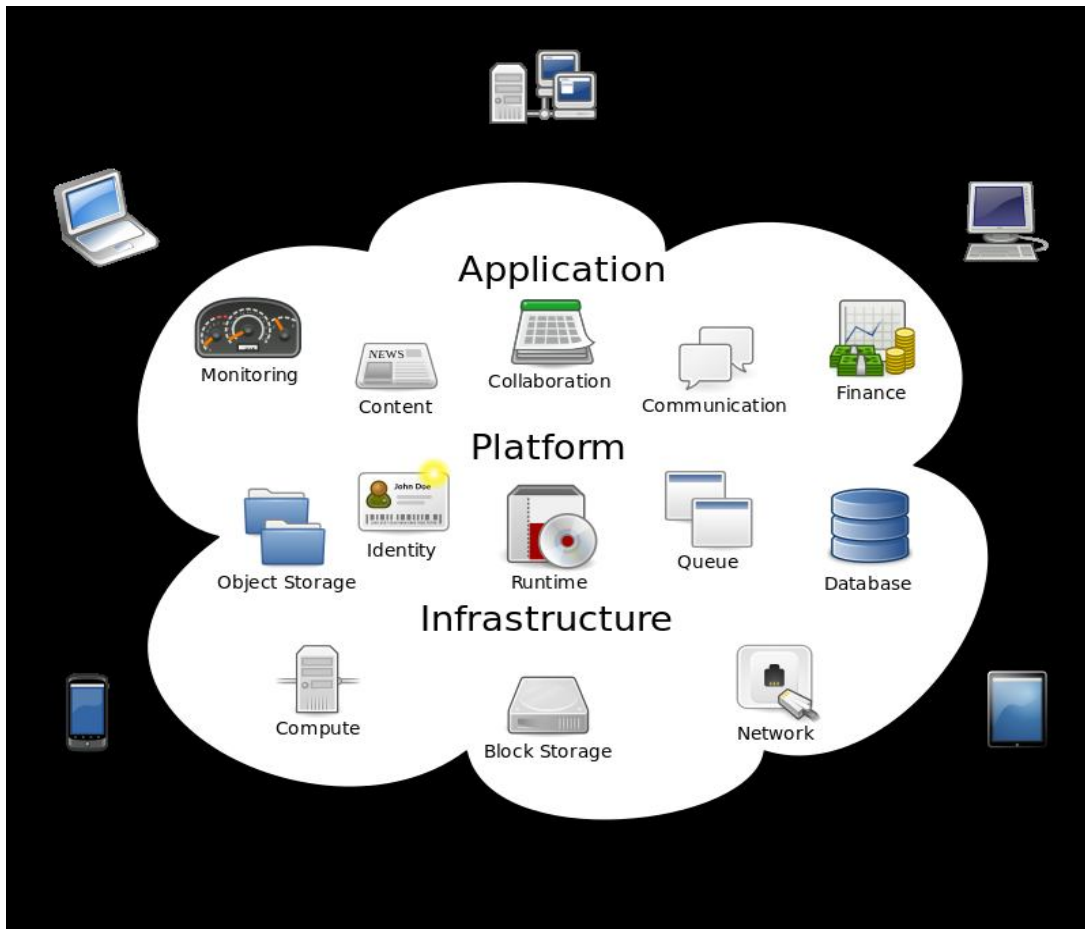 Application
Monitoring
NEWS
Content
Collaboration
Communication
Finance
Platform
Object Storage
John Doe
Identity
Runtime
Queue
Database
Infrastructure
Compute
Block Storage
Network